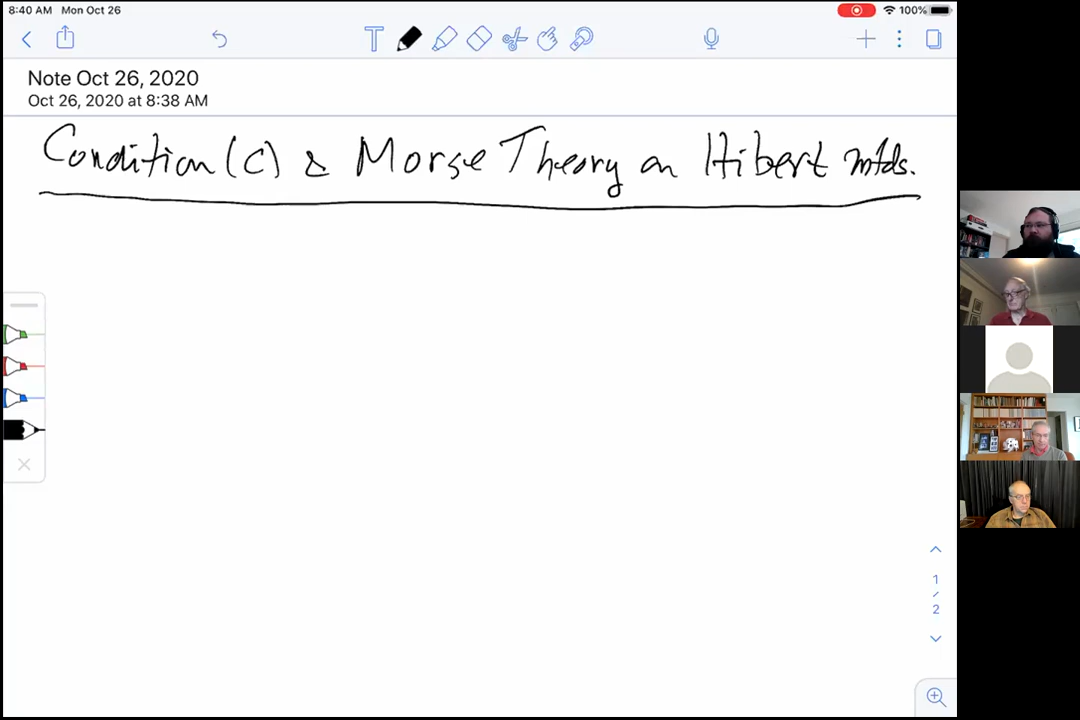 8:40 AM Mon Oct 26
100%
Note Oct 26, 2020
Oct 26, 2020 at 8:38 AM
Condition (C) & Morse Theory on Hibert mfds.
1
/
2